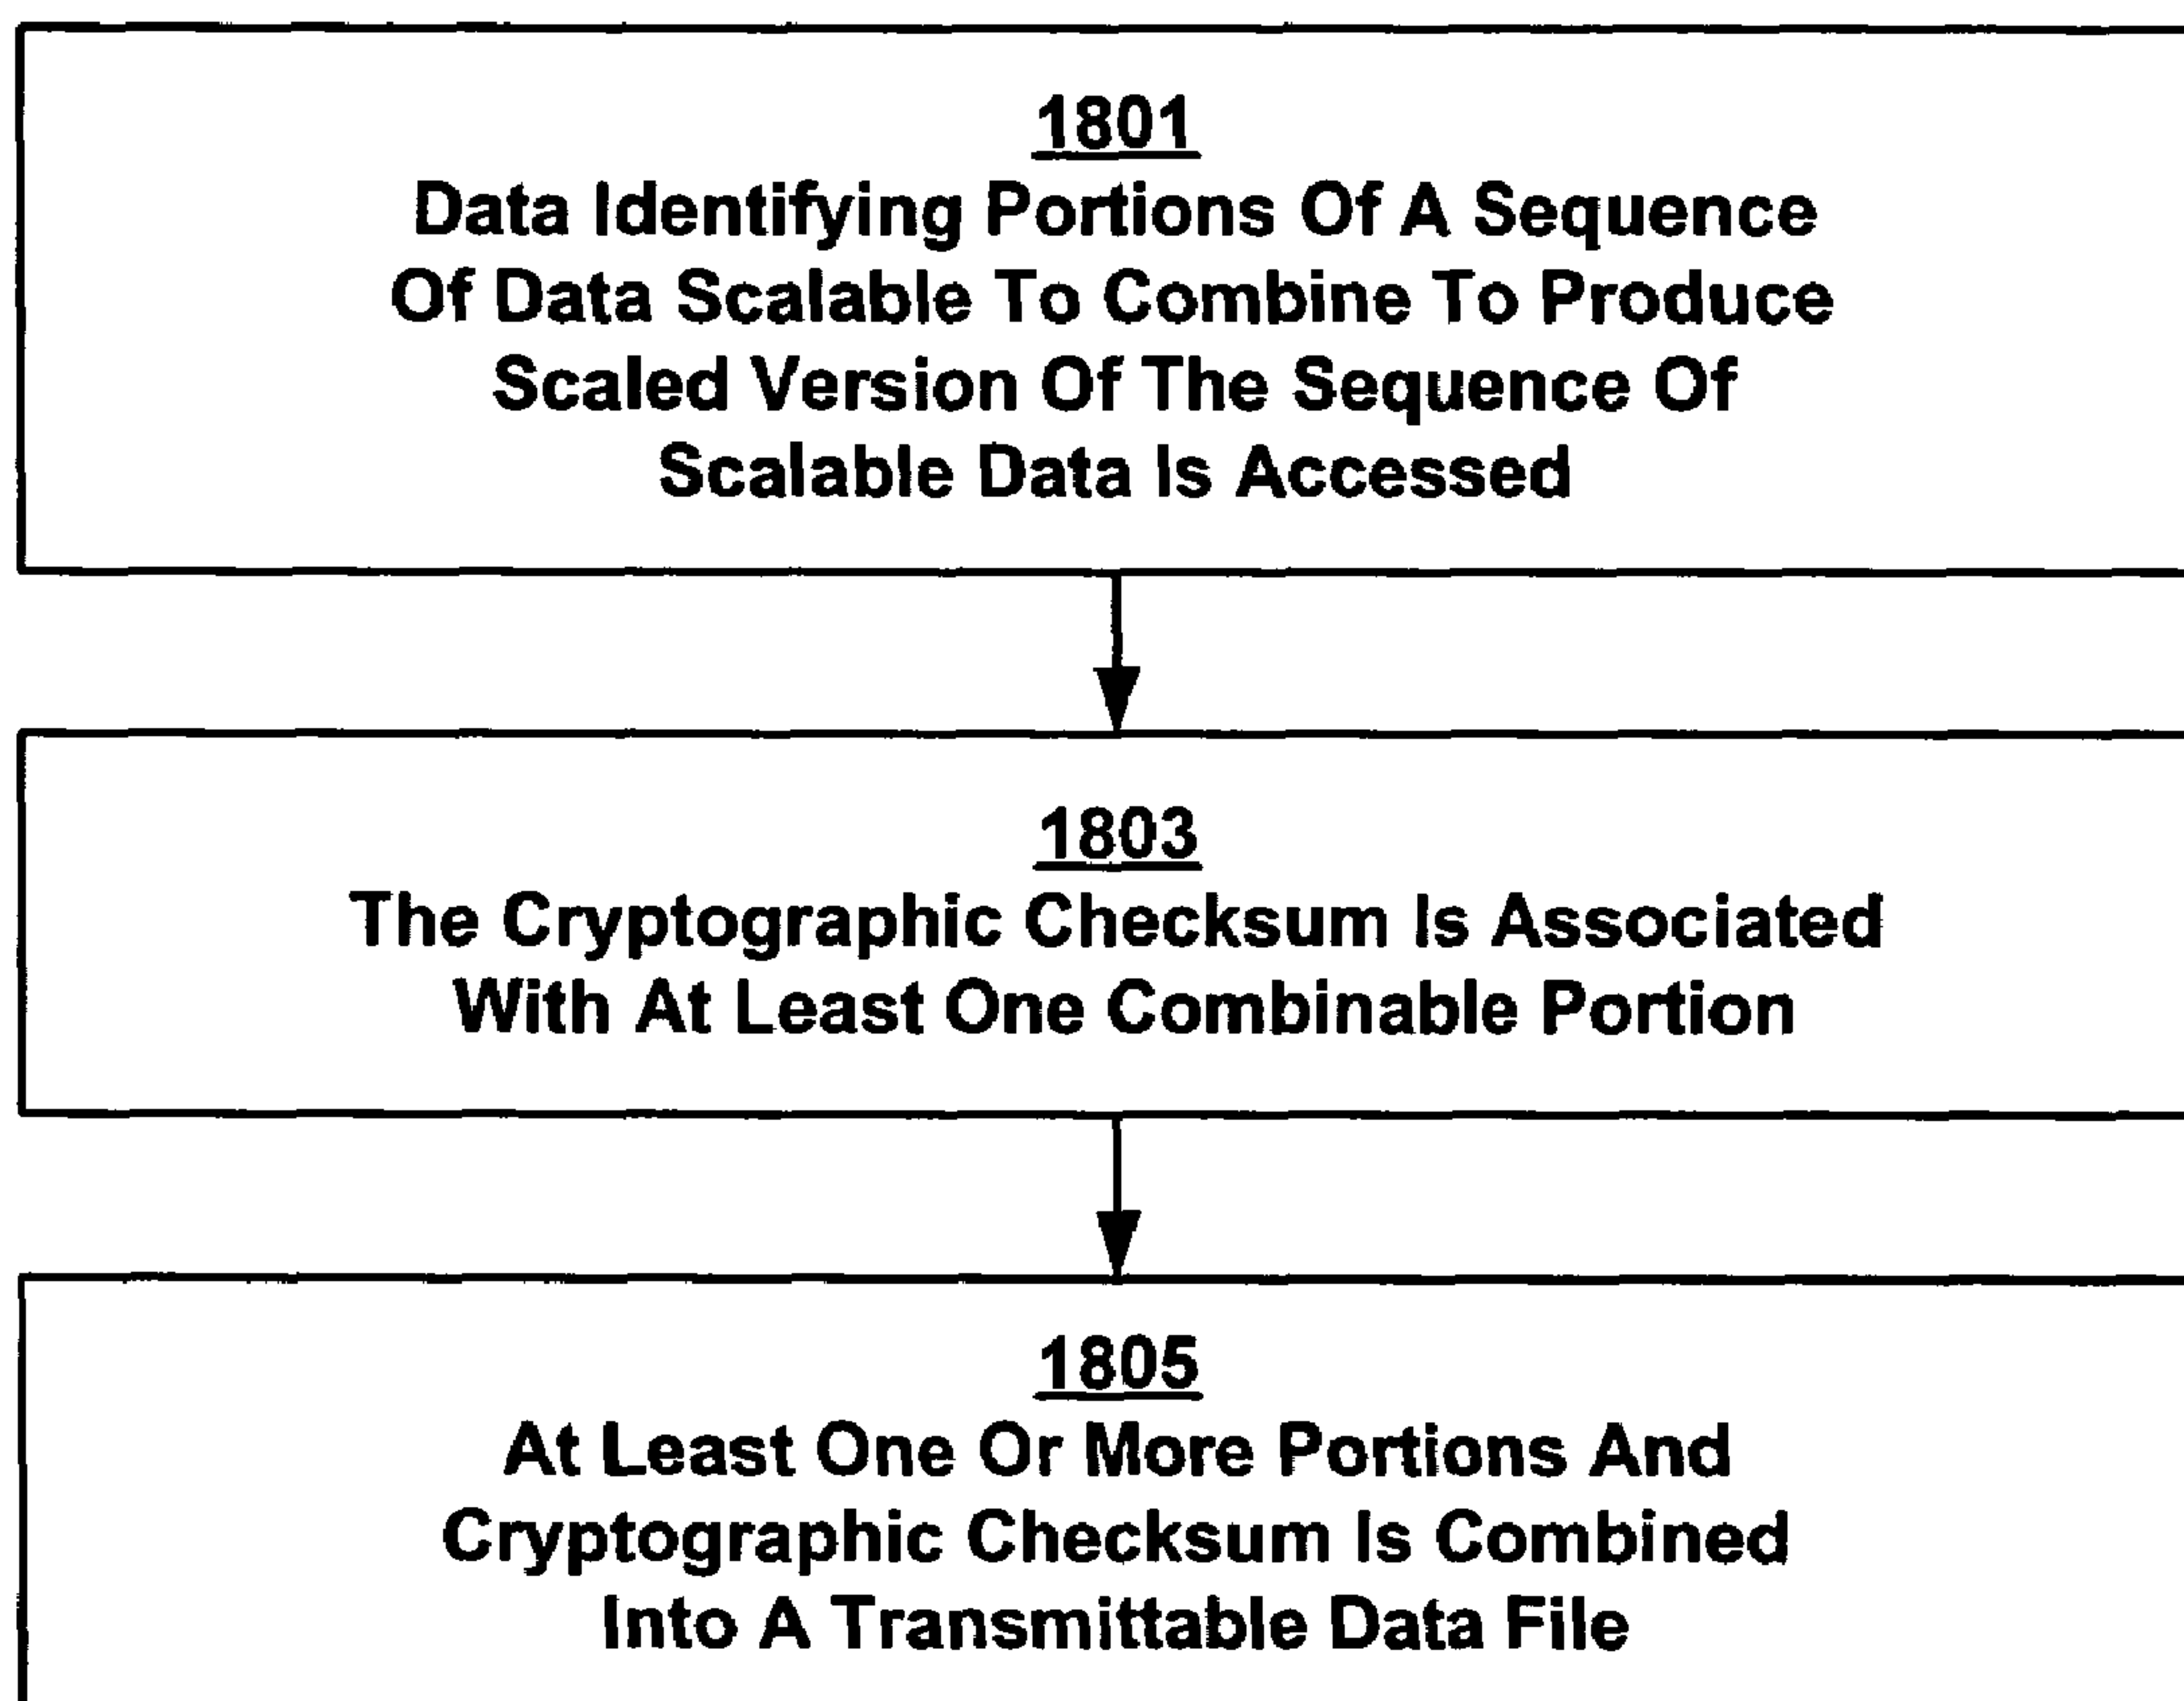 1801
Data Identifying Portions Of A Sequence
Of Data Scalable To Combine To Produce
Scaled Version Of The Sequence Of
Scalable Data Is Accessed
1803
The Cryptographic Checksum Is Associated
With At Least One Combinable Portion
1805
At Least One Or More Portions And
Cryptographic Checksum Is Combined
Into A Transmittable Data File